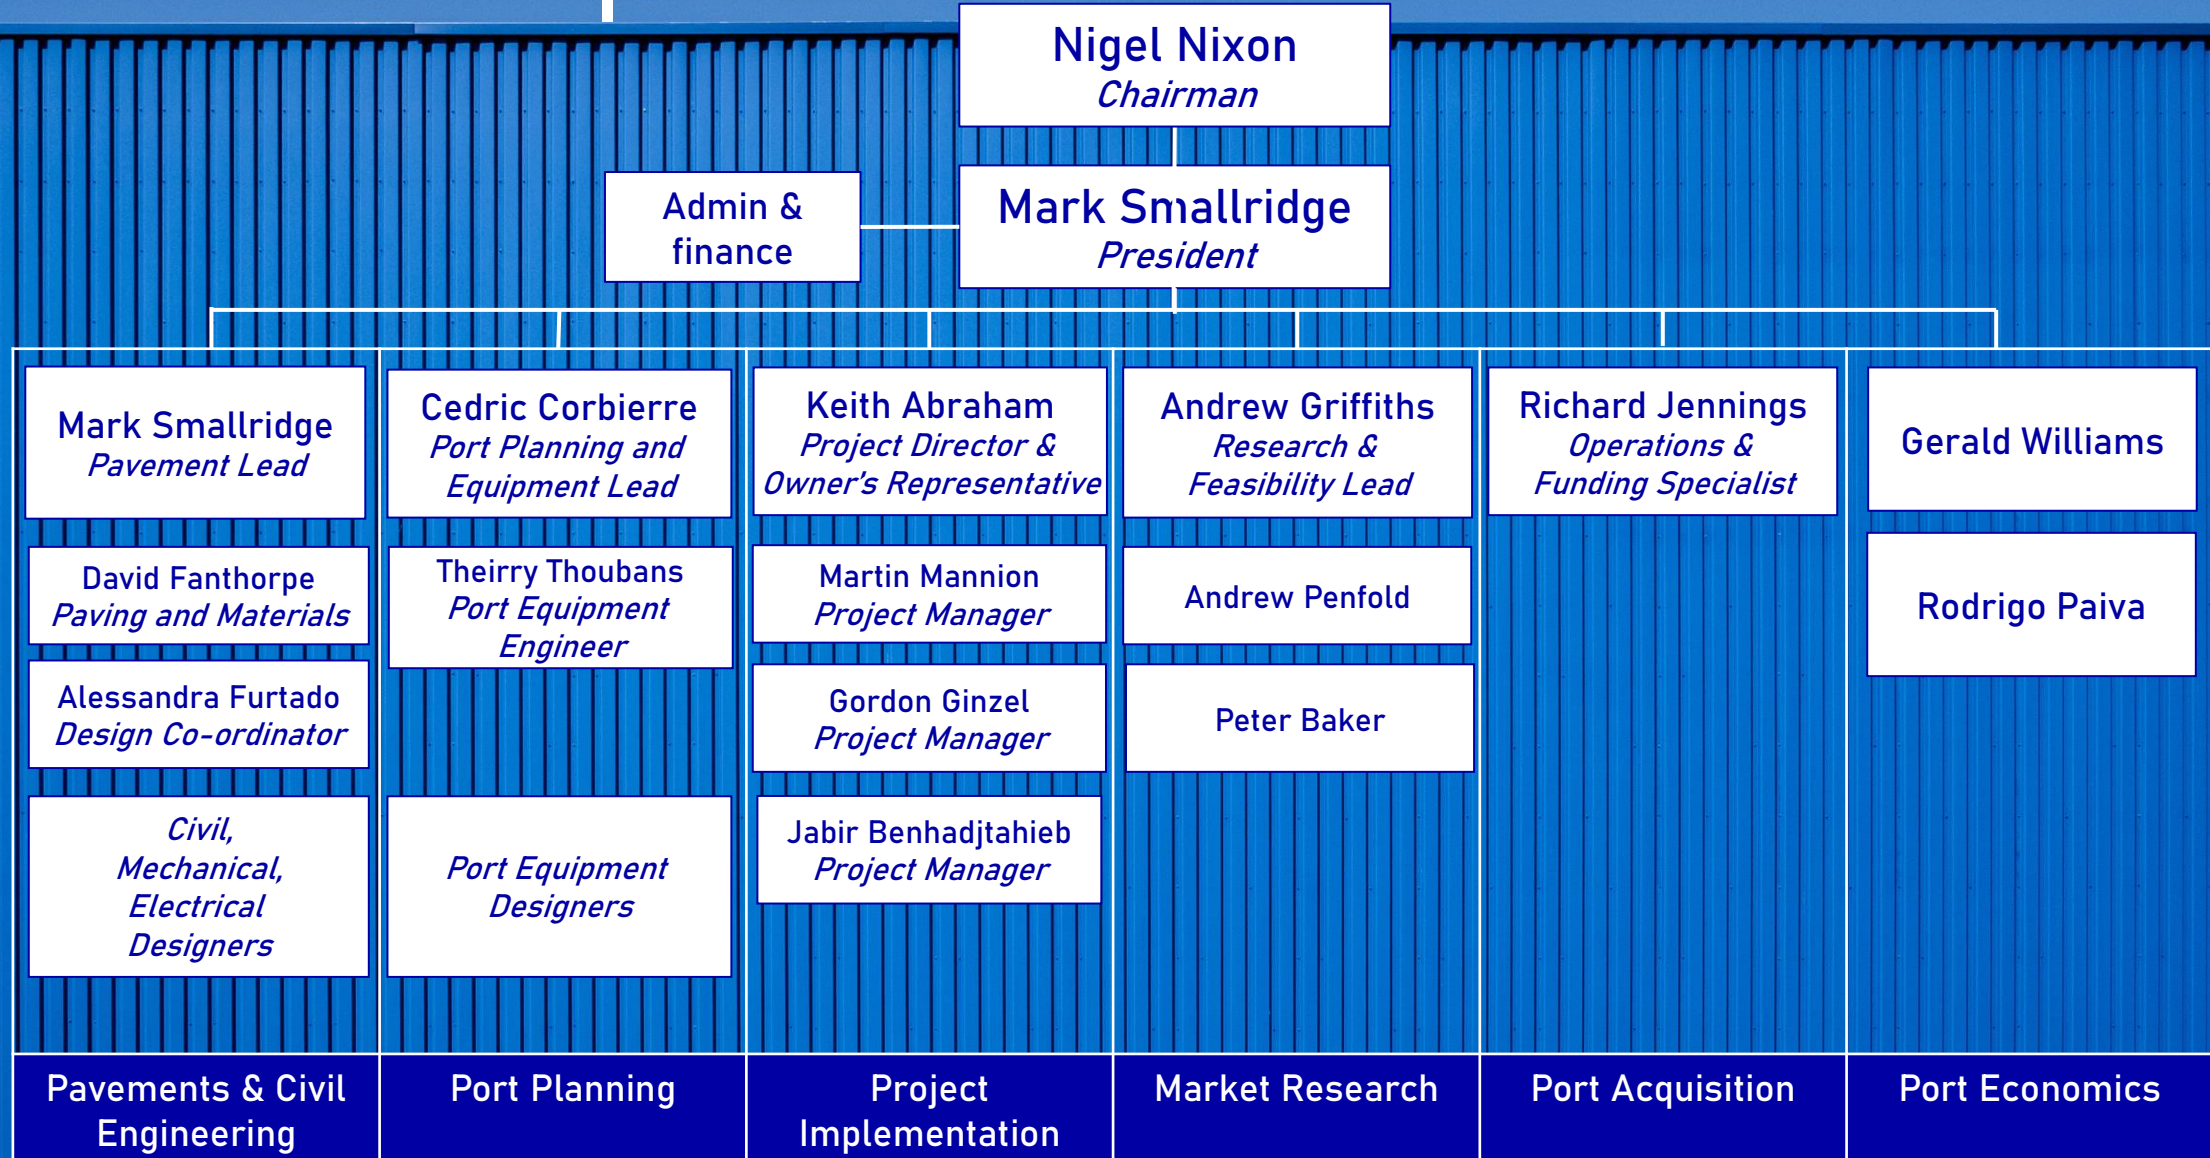 Nigel Nixon
Chairman
Admin &
finance
Mark Smallridge
President
Mark Smallridge
Pavement Lead
David Fanthorpe
Paving and Materials
Alessandra Furtado
Design Co-ordinator
Civil,
Mechanical,
Electrical
Designers
Pavements & Civil
Engineering
Cedric Corbierre
Port Planning and
Equipment Lead
Theirry Thoubans
Port Equipment
Engineer
Port Equipment
Designers
Port Planning
Keith Abraham
Project Director &
Owner's Representative
Martin Mannion
Project Manager
Gordon Ginzel
Project Manager
Jabir Benhadjtahieb
Project Manager
Project
Implementation
Andrew Griffiths
Research &
Feasibility Lead
Andrew Penfold
Peter Baker
Market Research
Richard Jennings
Operations &
Funding Specialist
Port Acquisition
Gerald Williams
Rodrigo Paiva
Port Economics